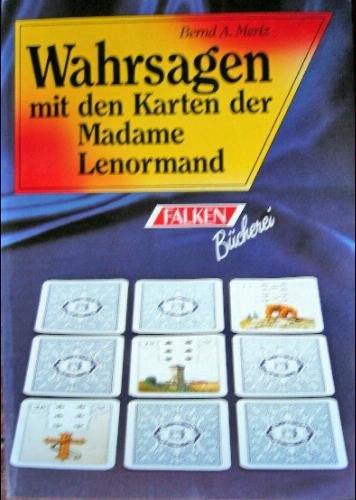 Bernd A. Mertz
Wahrsagen
mit den Karten der
Madame
Lenormand
FALKEN
Bücherei